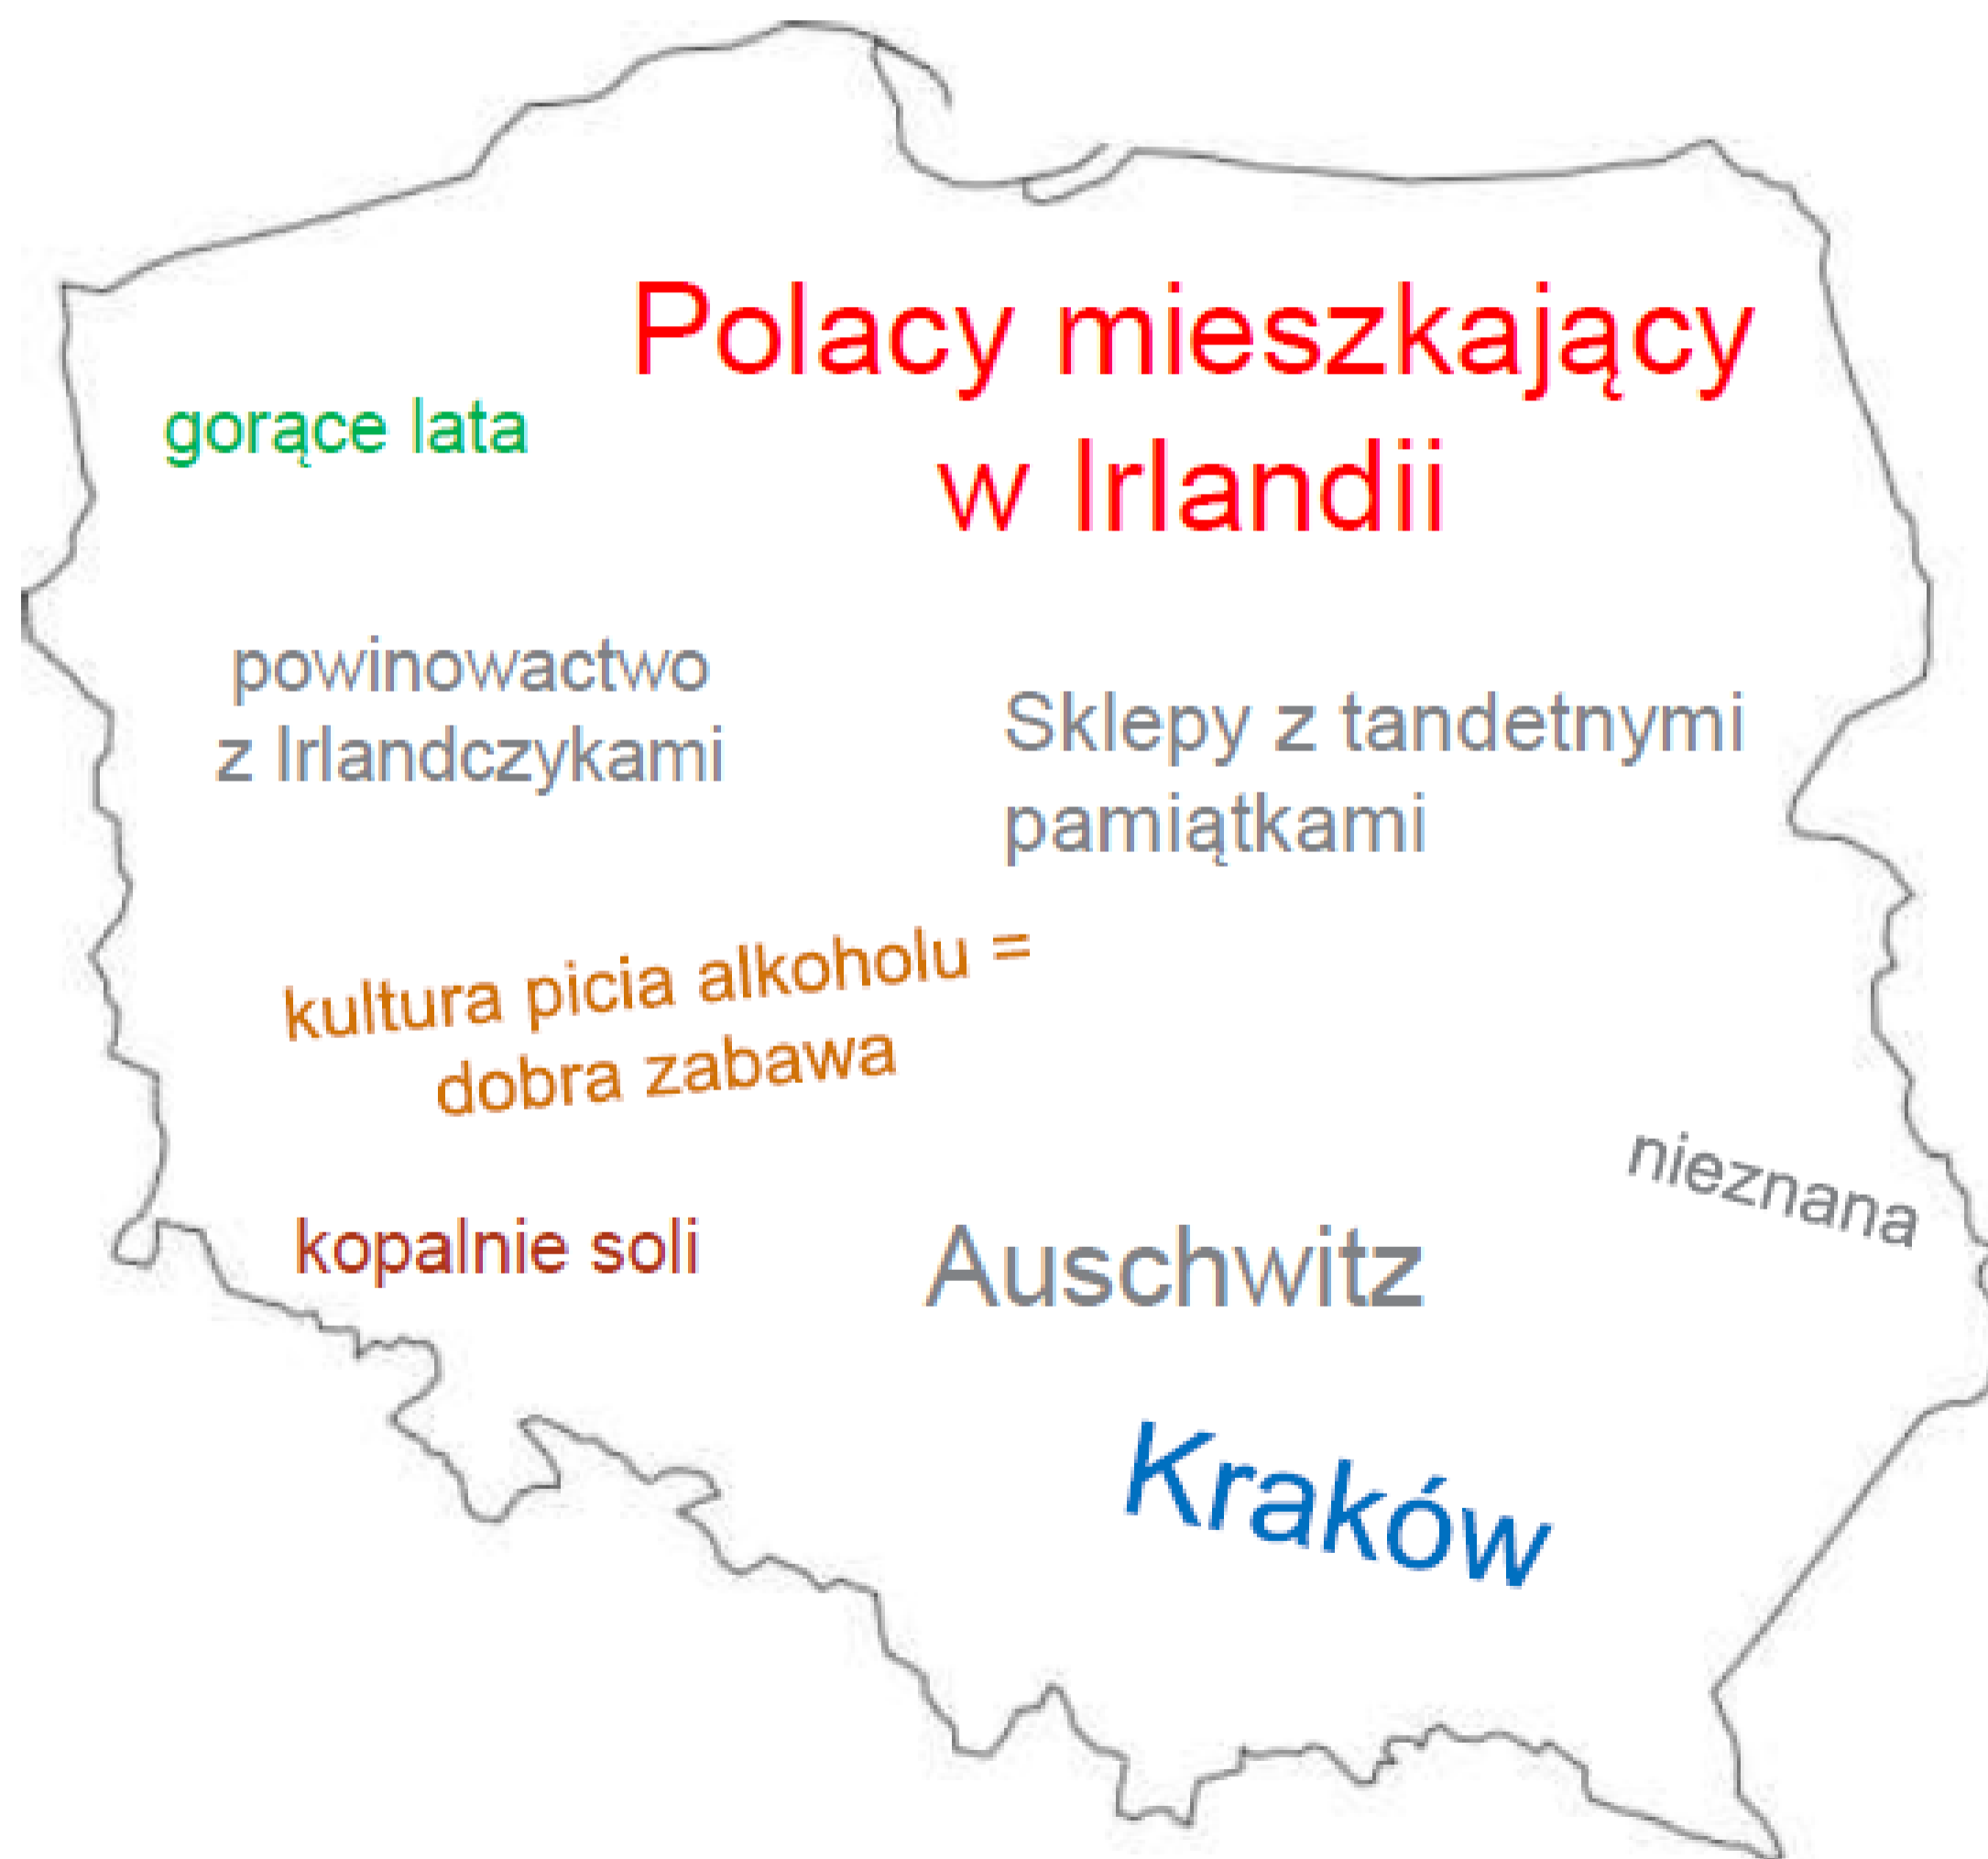 Polacy mieszkający
w Irlandii
gorące lata
powinowactwo
z Irlandczykami
Sklepy z tandetnymi
pamiątkami
kultura picia alkoholu =
dobra zabawa
nieznana
kopalnie soli
Auschwitz
Kraków